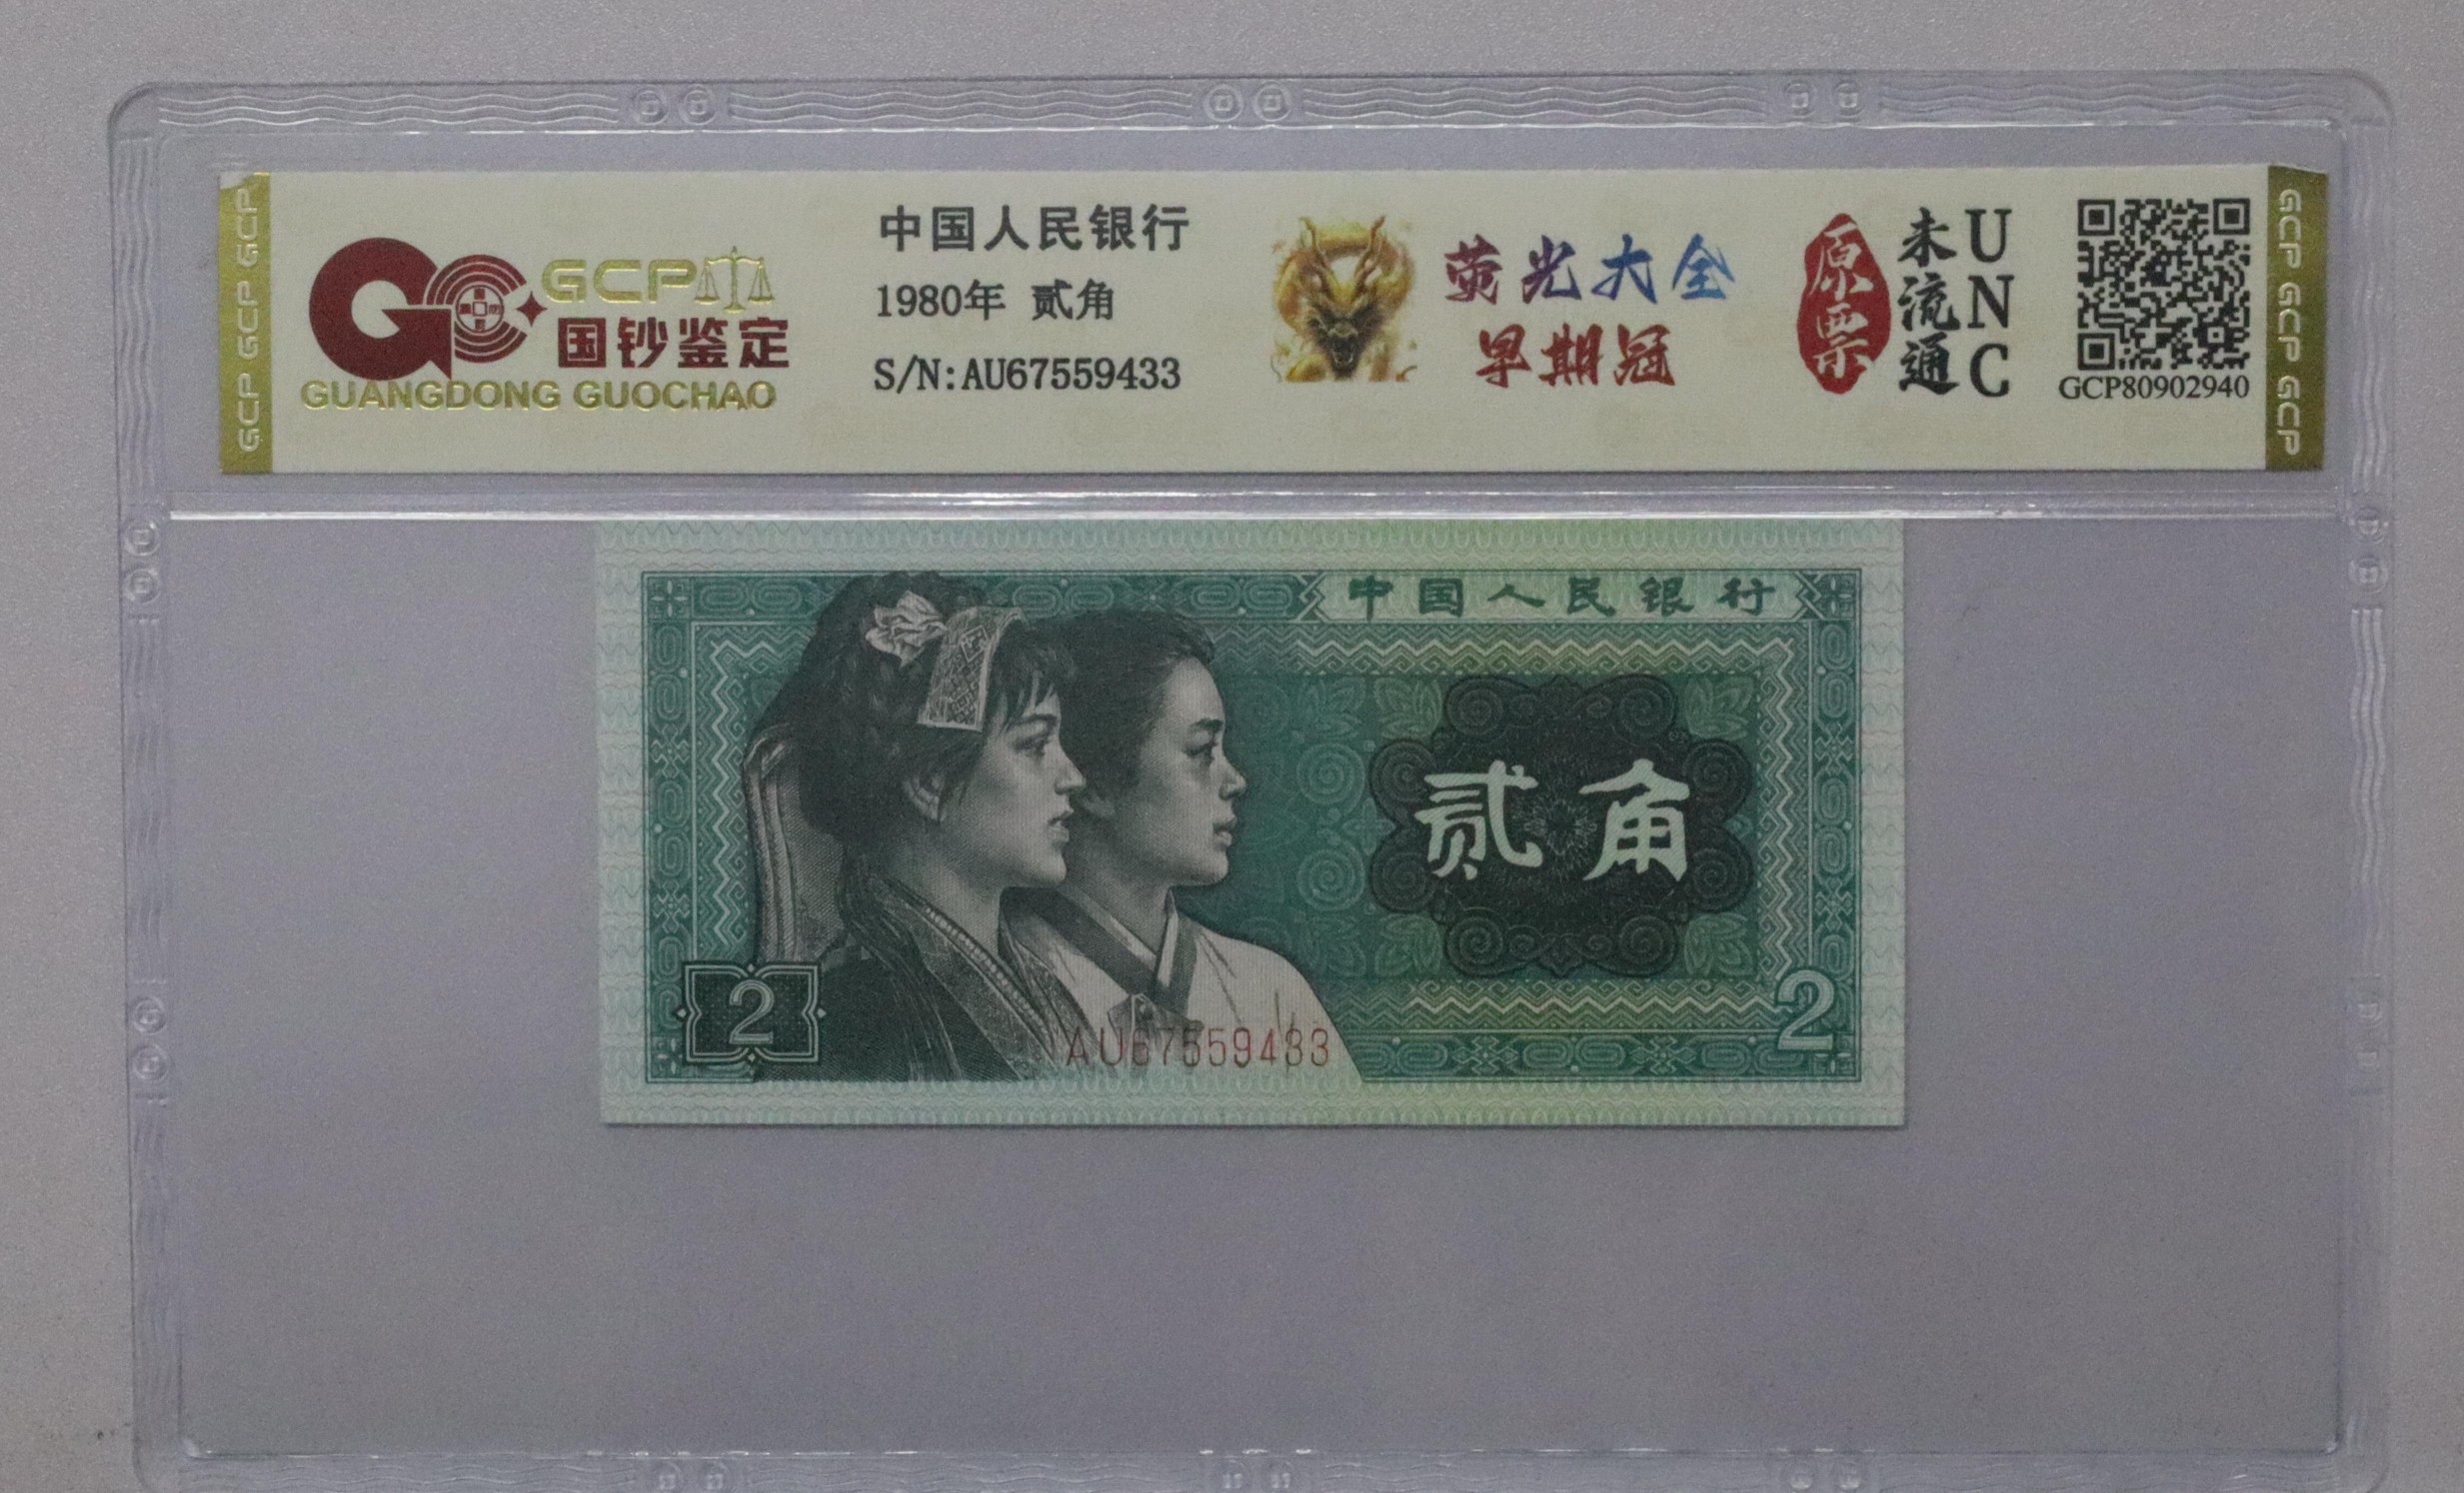 GCP GCP GCP
GCP
国钞鉴定
GUANGDONG GUOCHAO
中国人民银行
1980年 贰角
S/N:AU67559433
荧光大全
早期冠
原票
未流通
UNC
GCP80902940
GCP GCP GCP
中国人民银行
贰角
2
AU67559433
2